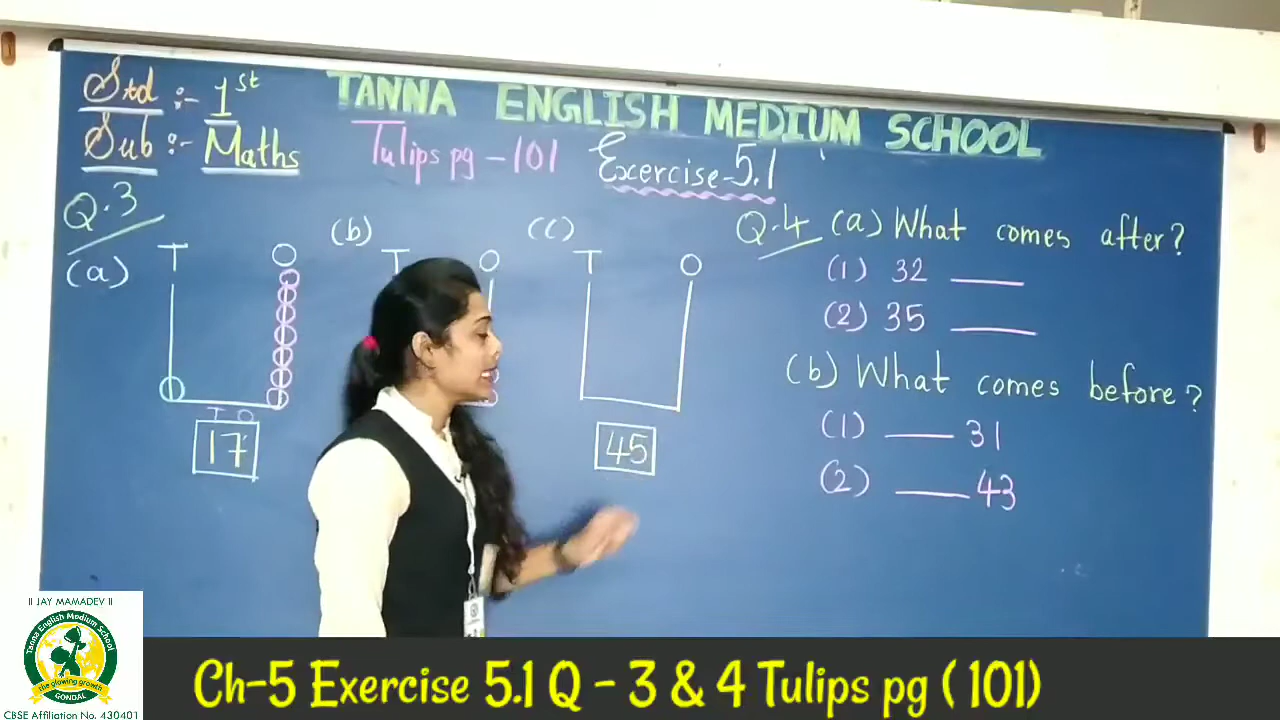 Std :- 1st
Sub :- Maths
TANNA ENGLISH MEDIUM SCHOOL
Tulips pg - 101
Exercise - 5.1
Q.3
(a)
T O
T O
17
(b)
T O
(c)
T O
45
Q.4 (a) What comes after?
(1) 32 ____
(2) 35 ____
(b) What comes before?
(1) ____ 31
(2) ____ 43
|| JAY MAMADEV ||
Tanna English Medium School
the glowing growth
GONDAL
CBSE Affiliation No. 430401
Ch-5 Exercise 5.1 Q - 3 & 4 Tulips pg ( 101)